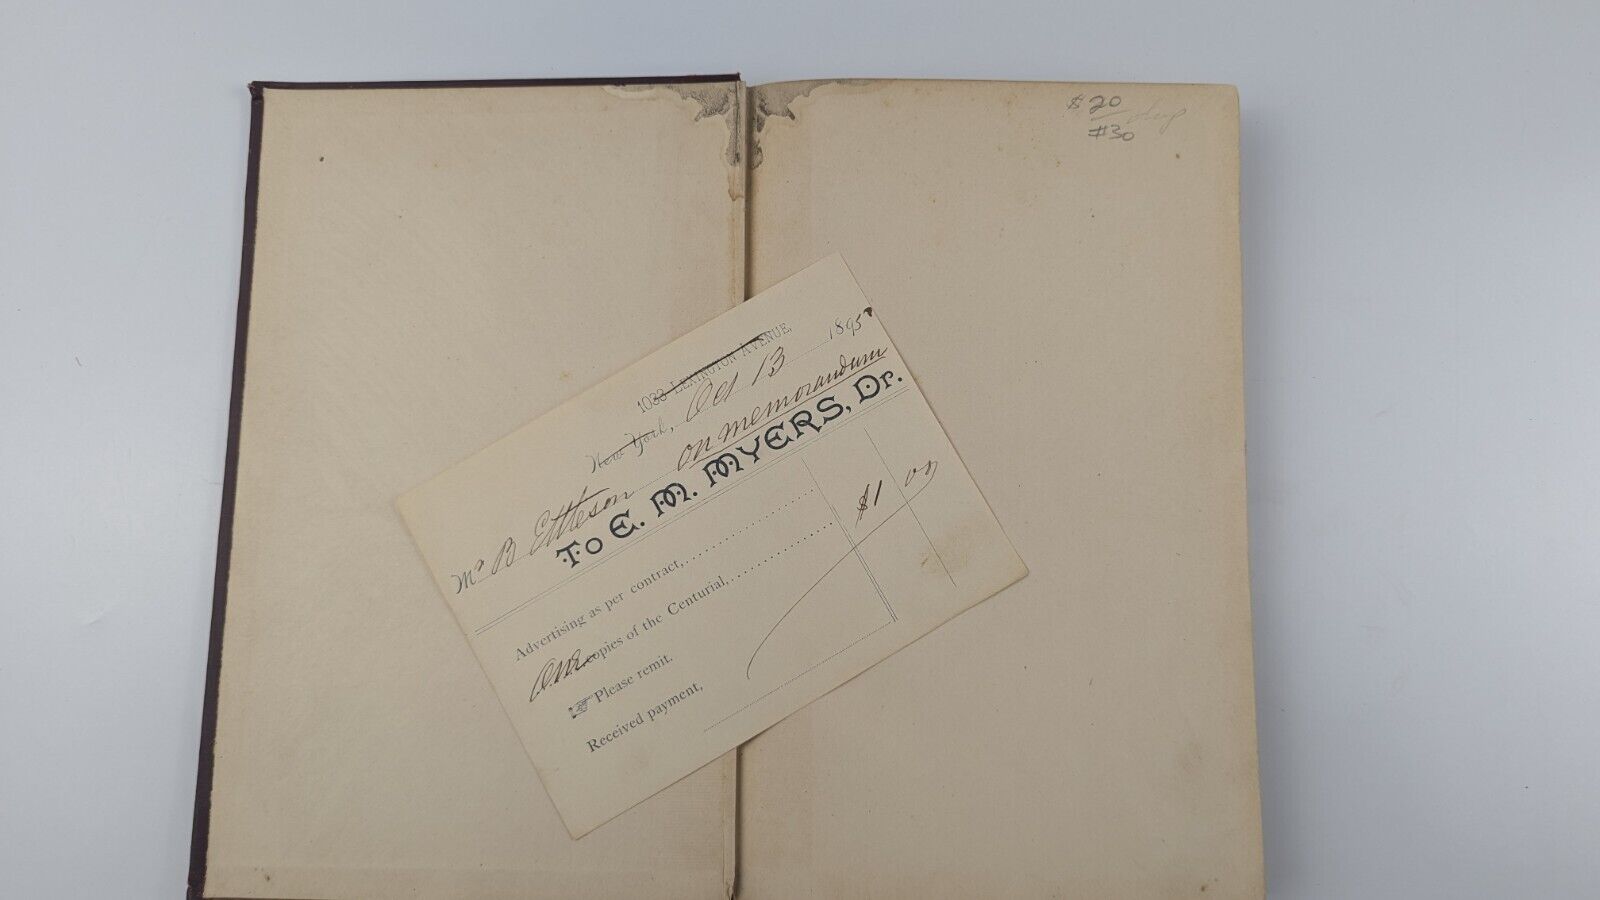 $20
#30
1033 LEXINGTON AVENUE,
New York, Oct 13 1895
Mr B Ettleson on memorandum
To E. M. MYERS, Dr.
Advertising as per contract,
One copies of the Centurial, $1 00
Please remit.
Received payment,